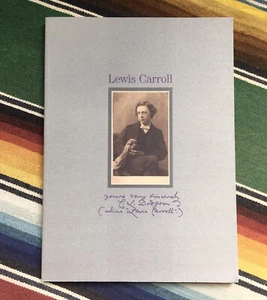 Lewis Carroll
yours very sincerely
C. L. Dodgson
(alias "Lewis Carroll".)